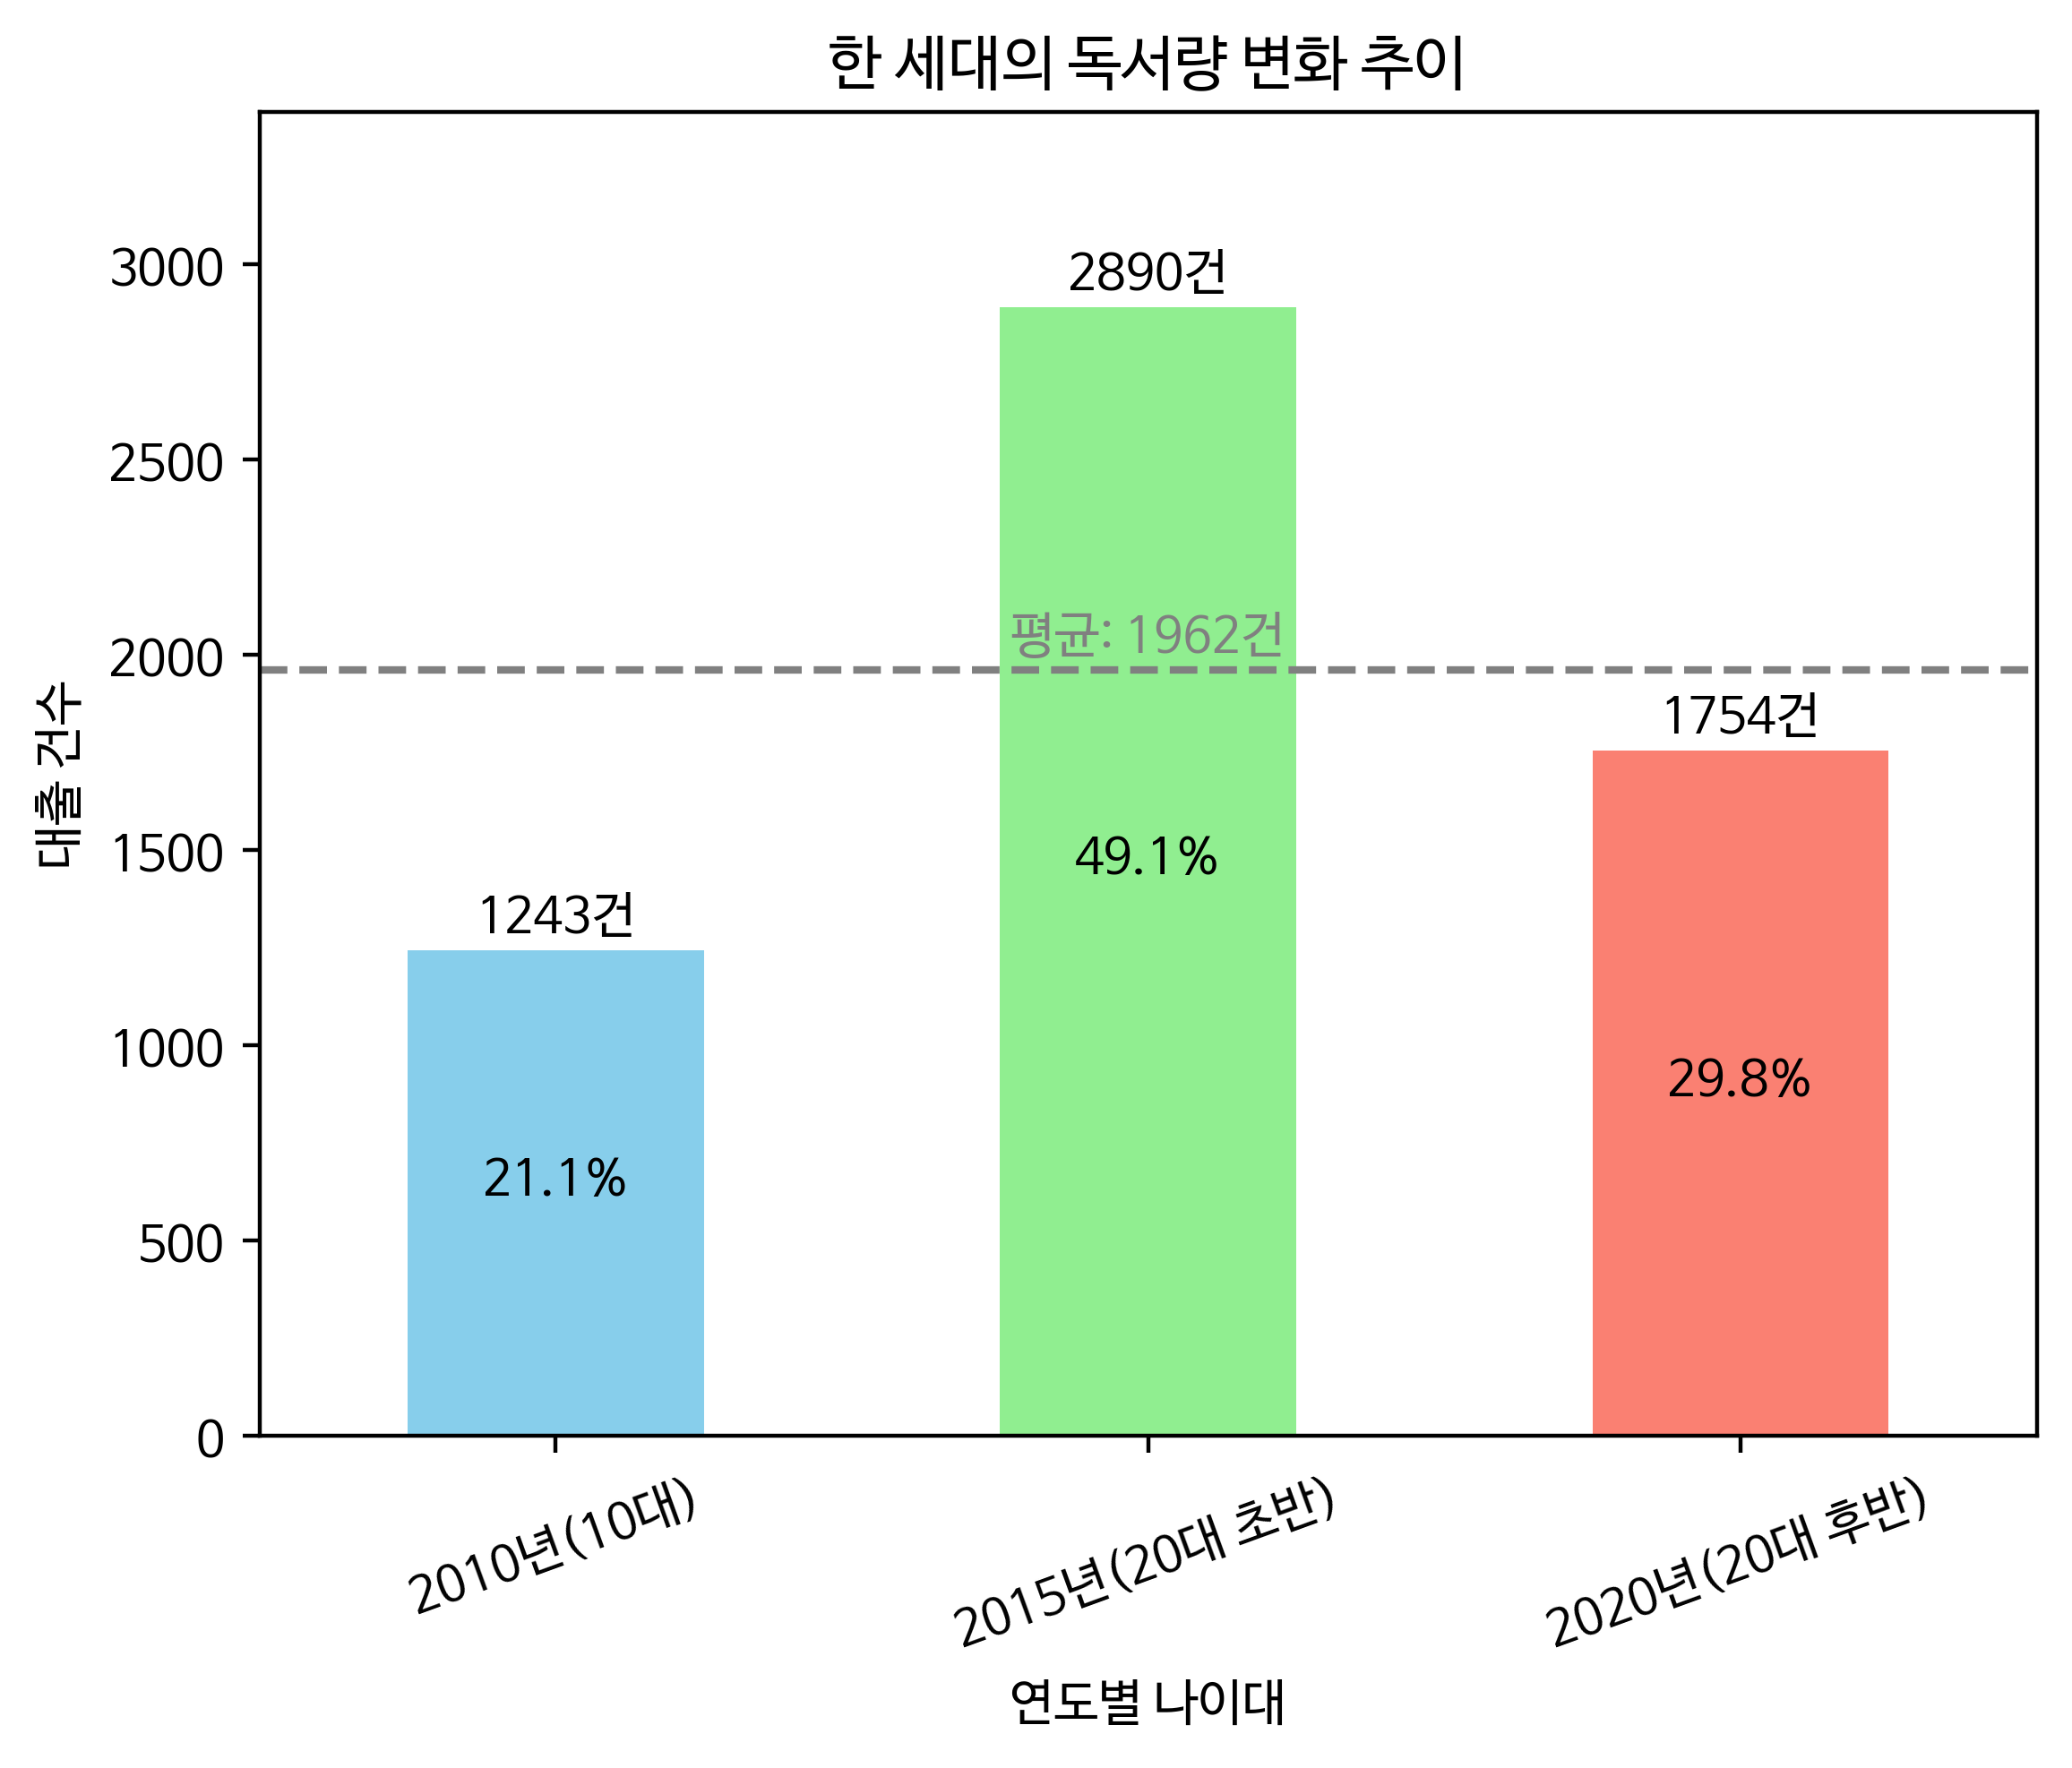 한 세대의 독서량 변화 추이
대출 건수
3000
2500
2000
1500
1000
500
0
2890건
평균: 1962건
1754건
49.1%
1243건
29.8%
21.1%
2010년(10대)
2015년(20대 초반)
2020년(20대 후반)
연도별 나이대